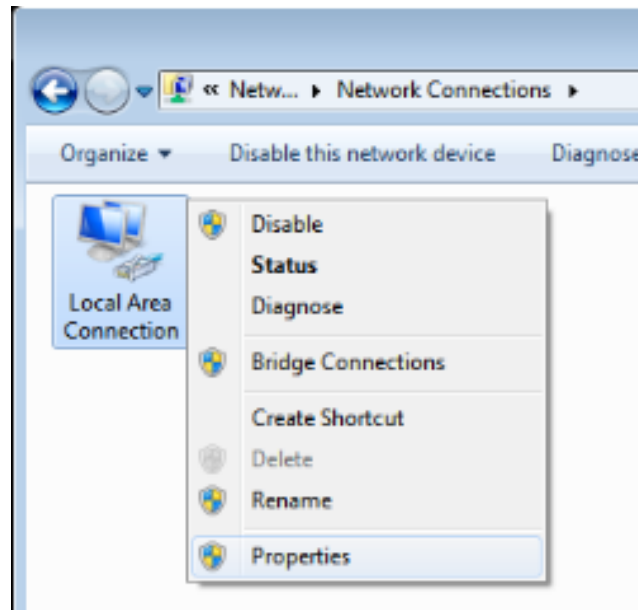 « Netw... ▸ Network Connections ▸
Organize ▾ Disable this network device Diagnose
Local Area
Connection
Disable
Status
Diagnose
Bridge Connections
Create Shortcut
Delete
Rename
Properties